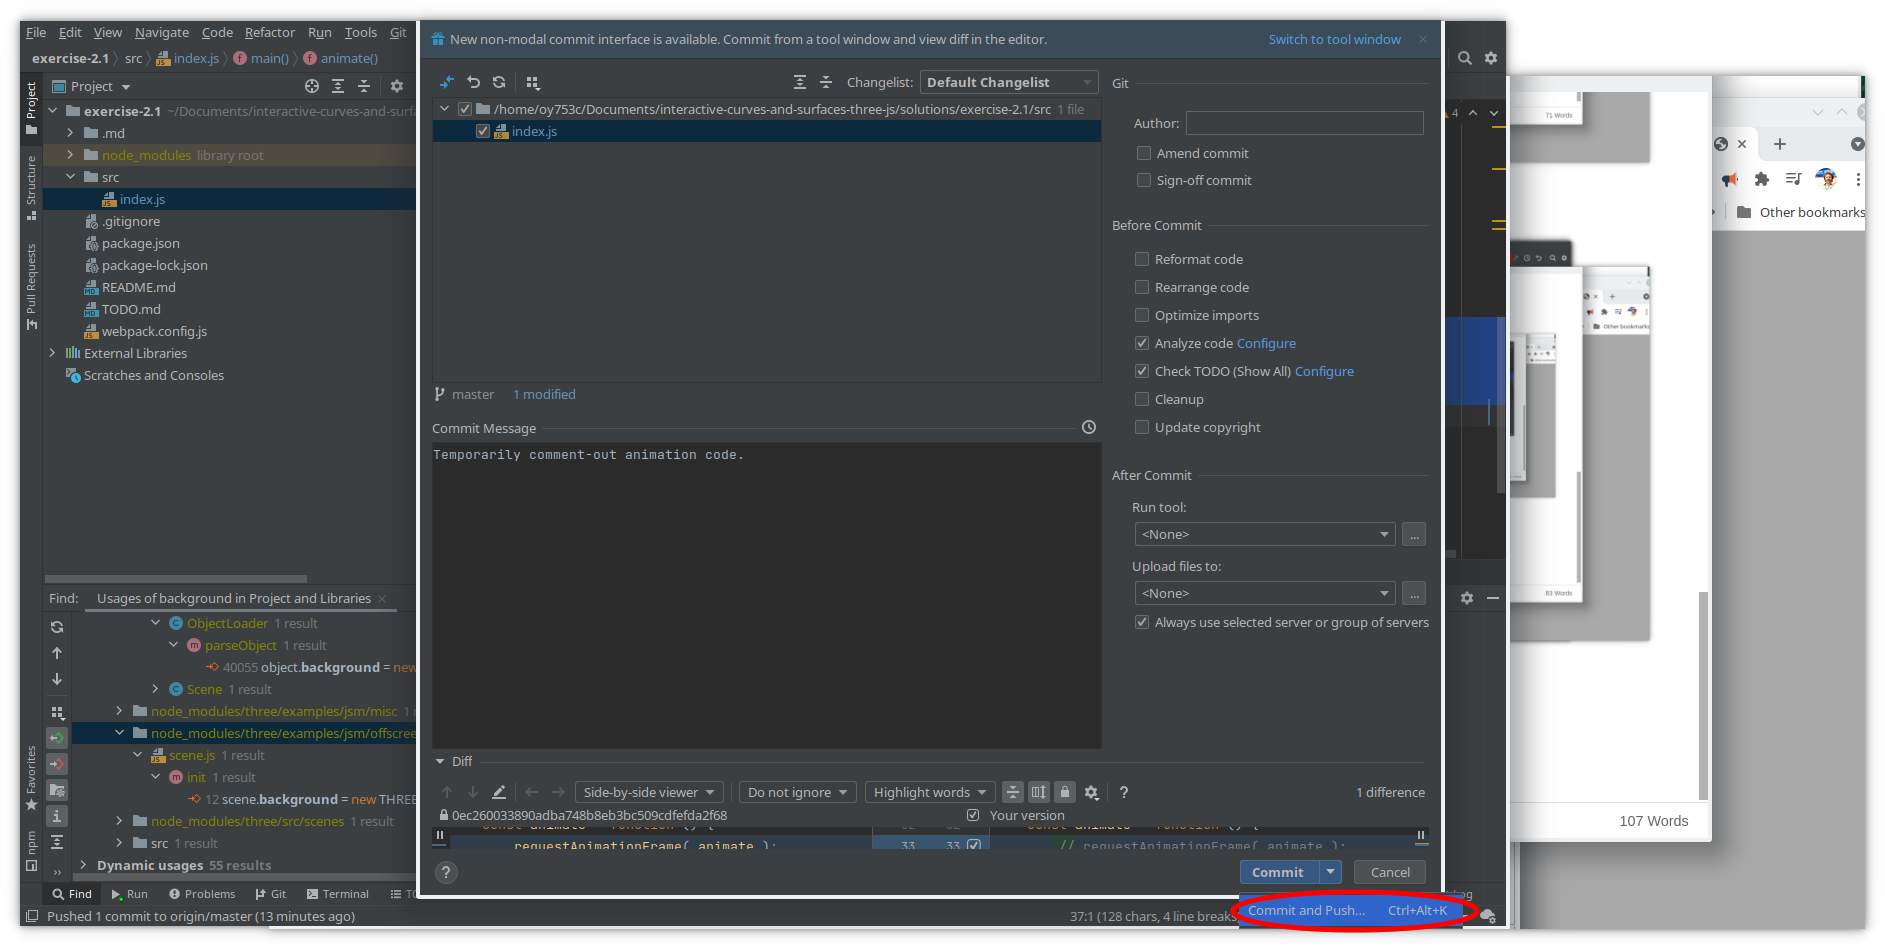 File Edit View Navigate Code Refactor Run Tools Git
exercise-2.1 src index.js main() animate()
Project
Project
Structure
Pull Requests
Favorites
npm
exercise-2.1 ~/Documents/interactive-curves-and-surf
.md
node_modules library root
src
index.js
.gitignore
package.json
package-lock.json
README.md
TODO.md
webpack.config.js
External Libraries
Scratches and Consoles
Find: Usages of background in Project and Libraries
ObjectLoader 1 result
parseObject 1 result
40055 object.background = new
Scene 1 result
node_modules/three/examples/jsm/misc 1 r
node_modules/three/examples/jsm/offscree
scene.js 1 result
init 1 result
12 scene.background = new THREE
node_modules/three/src/scenes 1 result
src 1 result
Dynamic usages 55 results
Find Run Problems Git Terminal TO
Pushed 1 commit to origin/master (13 minutes ago)
37:1 (128 chars, 4 line breaks)
New non-modal commit interface is available. Commit from a tool window and view diff in the editor.
Switch to tool window
Changelist: Default Changelist
/home/oy753c/Documents/interactive-curves-and-surfaces-three-js/solutions/exercise-2.1/src 1 file
index.js
master 1 modified
Commit Message
Temporarily comment-out animation code.
Git
Author:
Amend commit
Sign-off commit
Before Commit
Reformat code
Rearrange code
Optimize imports
Analyze code Configure
Check TODO (Show All) Configure
Cleanup
Update copyright
After Commit
Run tool:
<None>
...
Upload files to:
<None>
...
Always use selected server or group of servers
Diff
Side-by-side viewer Do not ignore Highlight words ? 1 difference
0ec260033890adba748b8eb3bc509cdfefda2f68 Your version
requestAnimationFrame( animate ); 33 33 // requestAnimationFrame( animate );
? Commit Cancel
Commit and Push... Ctrl+Alt+K
4
71 Words
Other bookmarks
Other bookmarks
83 Words
107 Words